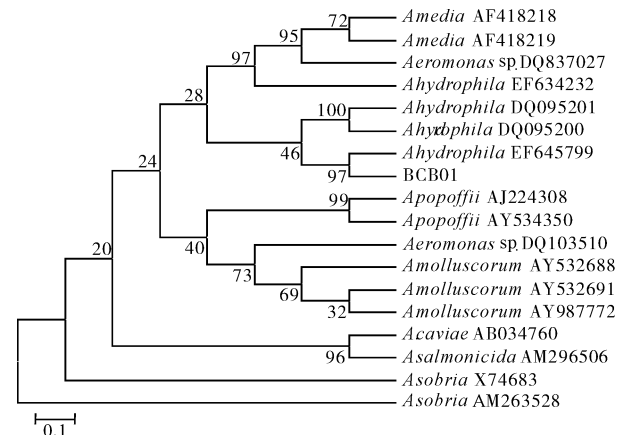 72
Amedia AF418218
95
Amedia AF418219
97
Aeromonas sp. DQ837027
28
Ahydrophila EF634232
100
Ahydrophila DQ095201
Ahydrophila DQ095200
24
46
Ahydrophila EF645799
97
BCB01
99
Apopoffii AJ224308
20
40
Apopoffii AY534350
73
Aeromonas sp. DQ103510
69
Amolluscorum AY532688
Amolluscorum AY532691
32
Amolluscorum AY987772
Acaviae AB034760
96
Asalmonicida AM296506
Asobria X74683
Asobria AM263528
0.1